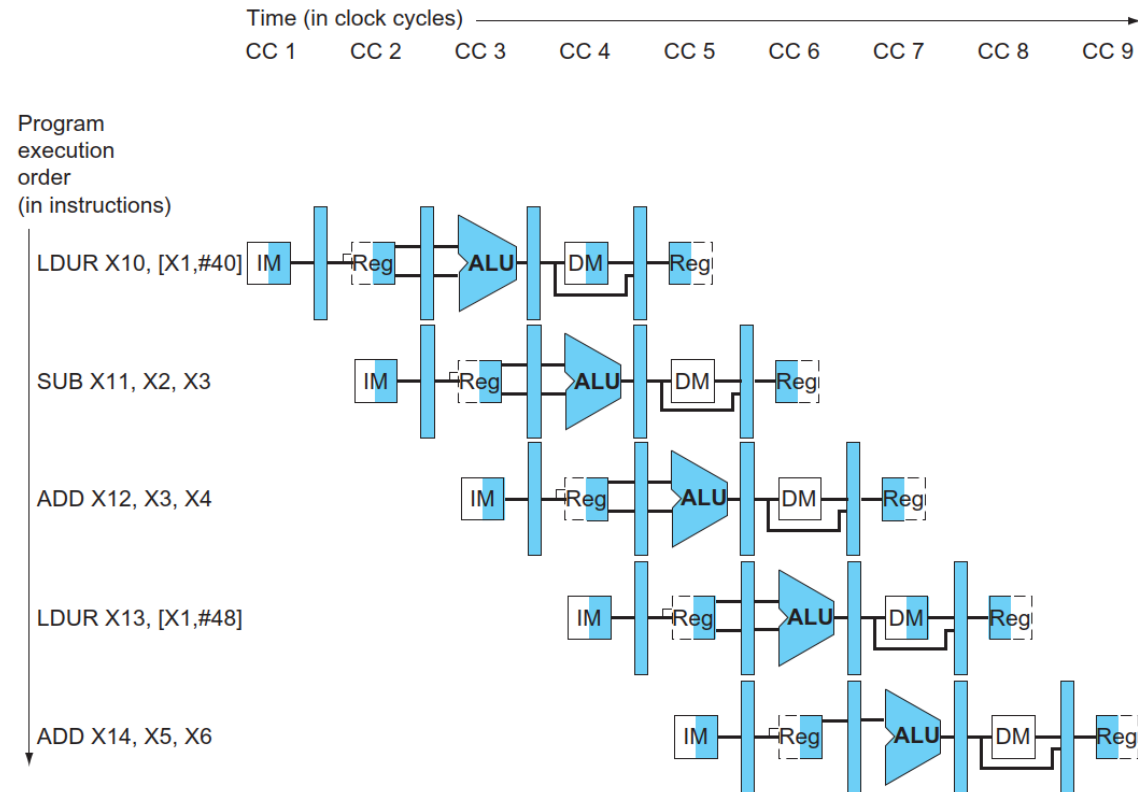 Time (in clock cycles)
CC 1 CC 2 CC 3 CC 4 CC 5 CC 6 CC 7 CC 8 CC 9
Program
execution
order
(in instructions)
LDUR X10, [X1,#40] IM Reg ALU DM Reg
SUB X11, X2, X3 IM Reg ALU DM Reg
ADD X12, X3, X4 IM Reg ALU DM Reg
LDUR X13, [X1,#48] IM Reg ALU DM Reg
ADD X14, X5, X6 IM Reg ALU DM Reg